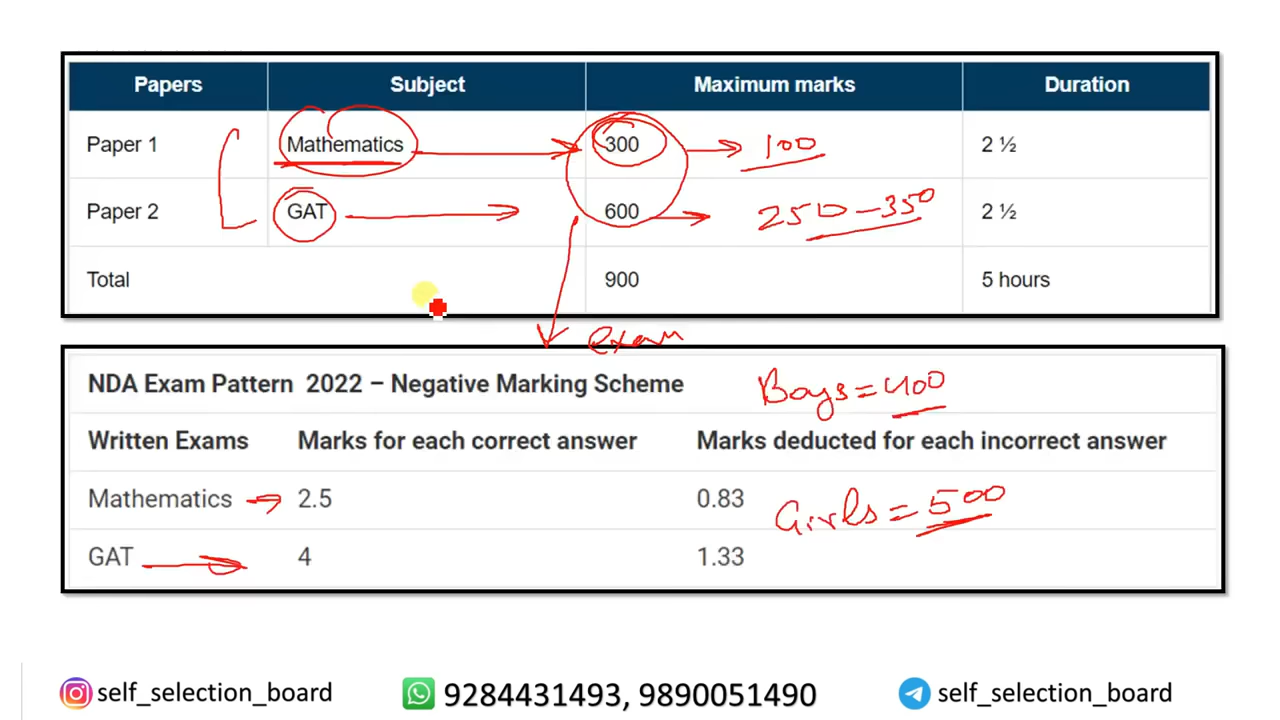 Papers Subject Maximum marks Duration
Paper 1 Mathematics 300 → 100 2 ½
Paper 2 GAT 600 → 250 - 350 2 ½
Total 900 5 hours
exam
NDA Exam Pattern 2022 – Negative Marking Scheme Boys = 400
Written Exams Marks for each correct answer Marks deducted for each incorrect answer
Mathematics → 2.5 0.83 Girls = 500
GAT → 4 1.33
self_selection_board 9284431493, 9890051490 self_selection_board